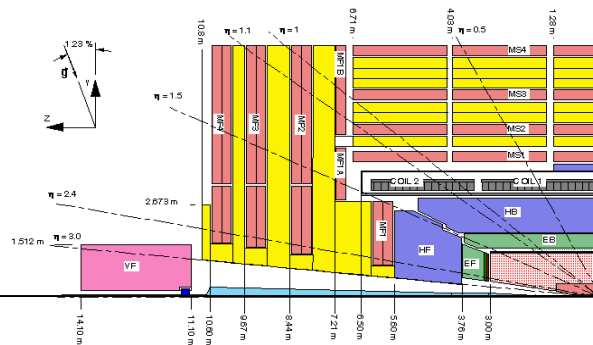 10.8 m
η = 1.1
η = 1
6.71 m
4.03 m
η = 0.5
1.28 m
1.23 %
g
Y
Z
η = 1.5
MF4
MF3
MF2
MF1 B
MF1 A
MS4
MS3
MS2
MS1
COIL 2
COIL 1
η = 2.4
2.673 m
HB
η = 3.0
1.512 m
MF1
HF
EB
EF
VF
14.10 m
11.10 m
10.60 m
9.67 m
8.44 m
7.21 m
6.50 m
5.80 m
3.76 m
3.00 m